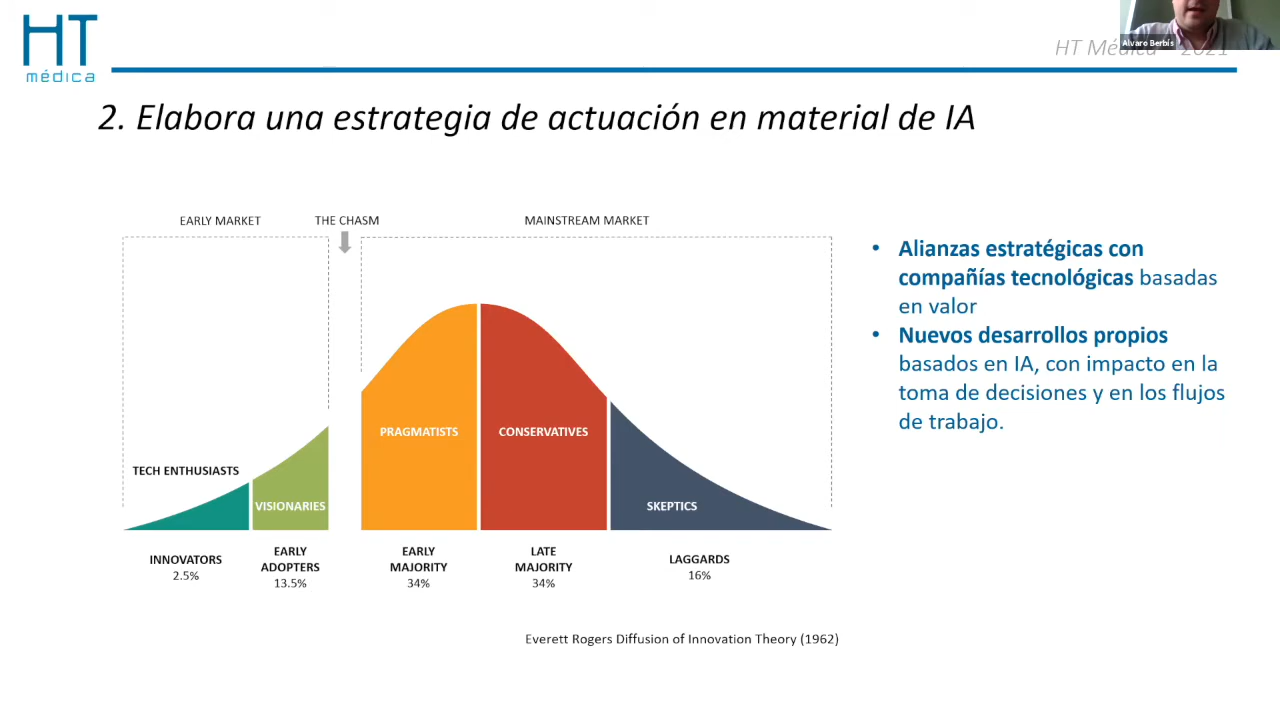 HT
médica
HT Mé
2021
Alvaro Berbís
2. Elabora una estrategia de actuación en material de IA
EARLY MARKET
THE CHASM
MAINSTREAM MARKET
TECH ENTHUSIASTS
VISIONARIES
PRAGMATISTS
CONSERVATIVES
SKEPTICS
INNOVATORS
2.5%
EARLY
ADOPTERS
13.5%
EARLY
MAJORITY
34%
LATE
MAJORITY
34%
LAGGARDS
16%
Everett Rogers Diffusion of Innovation Theory (1962)
• Alianzas estratégicas con
compañías tecnológicas basadas
en valor
• Nuevos desarrollos propios
basados en IA, con impacto en la
toma de decisiones y en los flujos
de trabajo.